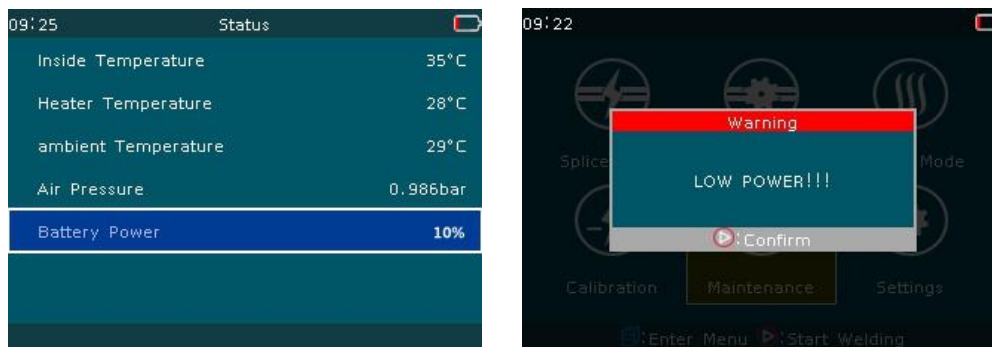 09:25 Status
Inside Temperature 35°C
Heater Temperature 28°C
ambient Temperature 29°C
Air Pressure 0.986bar
Battery Power 10%
09:22
Warning
LOW POWER!!!
:Confirm
Splice Mode
Calibration Maintenance Settings
:Enter Menu :Start Welding